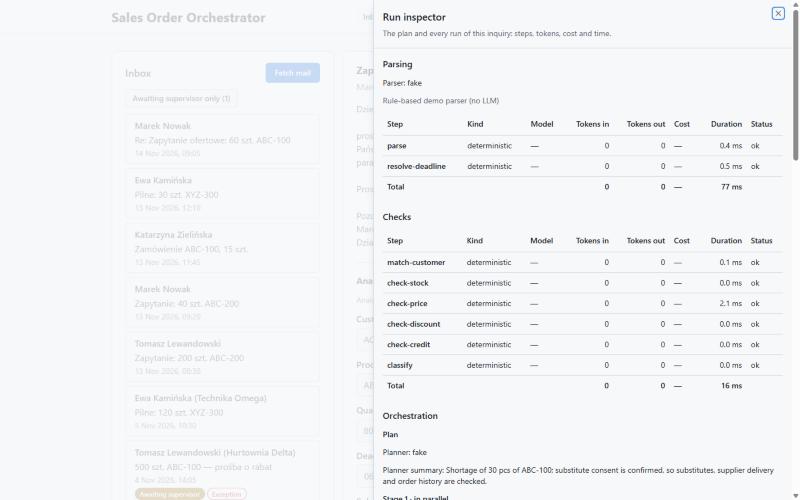 Sales Order Orchestrator
Inbox
Fetch mail
Awaiting supervisor only (1)
Marek Nowak
Re: Zapytanie ofertowe: 60 szt. ABC-100
14 Nov 2026, 09:05
Ewa Kamińska
Pilne: 30 szt. XYZ-300
13 Nov 2026, 12:10
Katarzyna Zielińska
Zamówienie ABC-100, 15 szt.
13 Nov 2026, 11:45
Marek Nowak
Zapytanie: 40 szt. ABC-200
13 Nov 2026, 09:20
Tomasz Lewandowski
Zapytanie: 200 szt. ABC-200
13 Nov 2026, 08:30
Ewa Kamińska (Technika Omega)
Pilne: 120 szt. XYZ-300
Tomasz Lewandowski (Hurtownia Delta)
500 szt. ABC-100 — prośba o rabat
4 Nov 2026, 14:05
Awaiting supervisor
Exception
Run inspector
The plan and every run of this inquiry: steps, tokens, cost and time.
Parsing
Parser: fake
Rule-based demo parser (no LLM)
Step Kind Model Tokens in Tokens out Cost Duration Status
parse deterministic — 0 0 — 0.4 ms ok
resolve-deadline deterministic — 0 0 — 0.5 ms ok
Total 0 0 — 77 ms
Checks
Step Kind Model Tokens in Tokens out Cost Duration Status
match-customer deterministic — 0 0 — 0.1 ms ok
check-stock deterministic — 0 0 — 0.0 ms ok
check-price deterministic — 0 0 — 2.1 ms ok
check-discount deterministic — 0 0 — 0.0 ms ok
check-credit deterministic — 0 0 — 0.0 ms ok
classify deterministic — 0 0 — 0.0 ms ok
Total 0 0 — 16 ms
Orchestration
Plan
Planner: fake
Planner summary: Shortage of 30 pcs of ABC-100; substitute consent is confirmed, so substitutes, supplier delivery
and order history are checked.
Stage 1 · in parallel